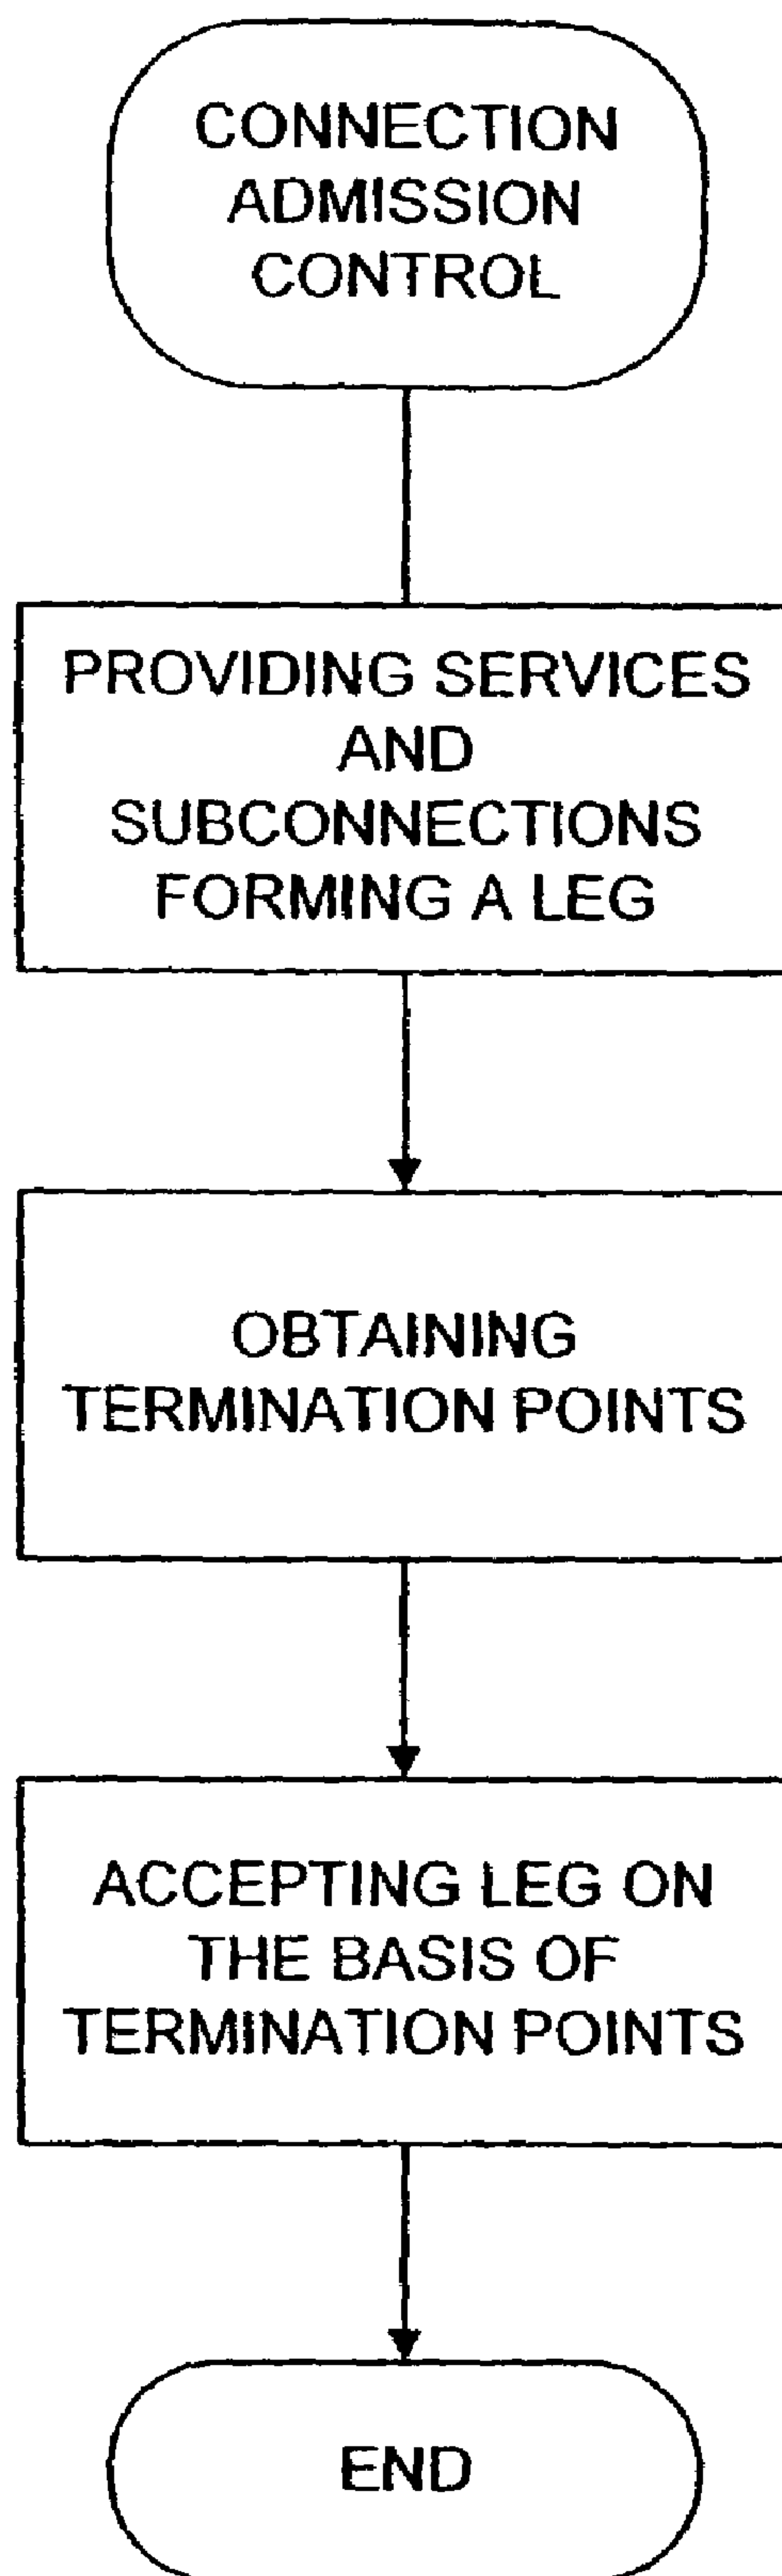 CONNECTION
ADMISSION
CONTROL
PROVIDING SERVICES
AND
SUBCONNECTIONS
FORMING A LEG
OBTAINING
TERMINATION POINTS
ACCEPTING LEG ON
THE BASIS OF
TERMINATION POINTS
END